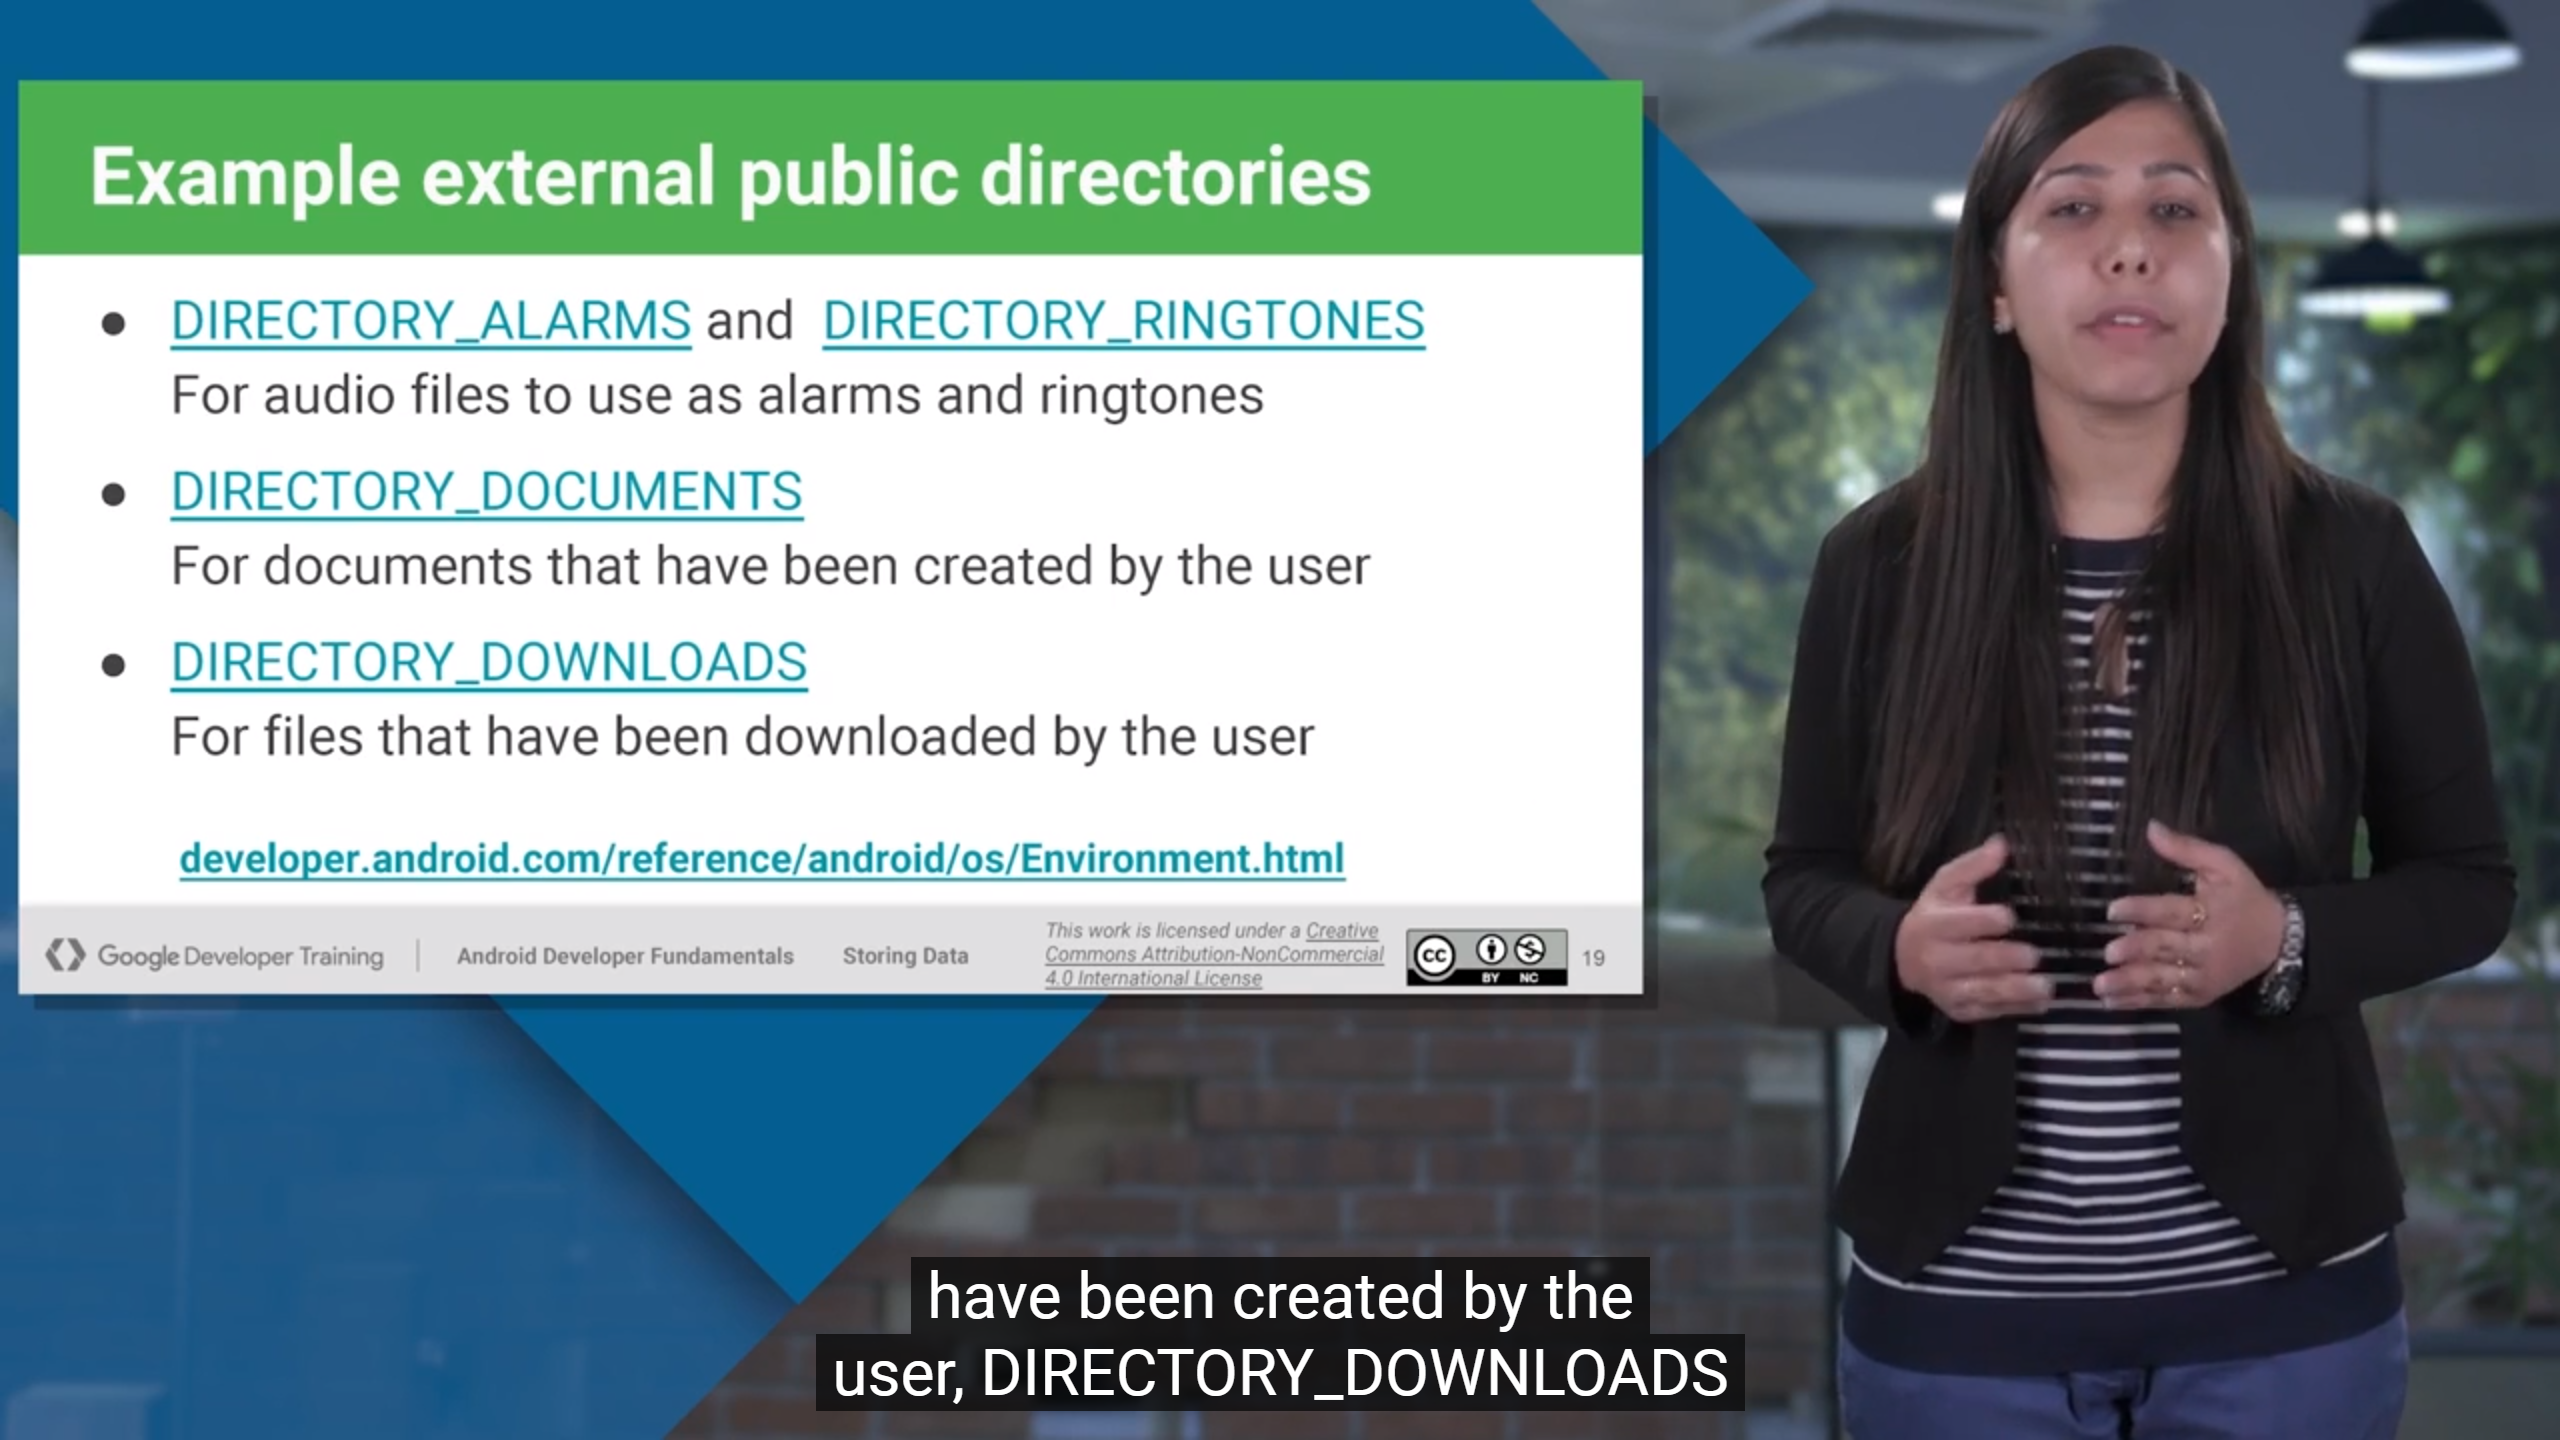 Example external public directories
● DIRECTORY_ALARMS and DIRECTORY_RINGTONES
For audio files to use as alarms and ringtones
● DIRECTORY_DOCUMENTS
For documents that have been created by the user
● DIRECTORY_DOWNLOADS
For files that have been downloaded by the user
developer.android.com/reference/android/os/Environment.html
Google Developer Training
Android Developer Fundamentals
Storing Data
This work is licensed under a Creative
Commons Attribution-NonCommercial
4.0 International License
cc
BY NC
19
have been created by the
user, DIRECTORY_DOWNLOADS